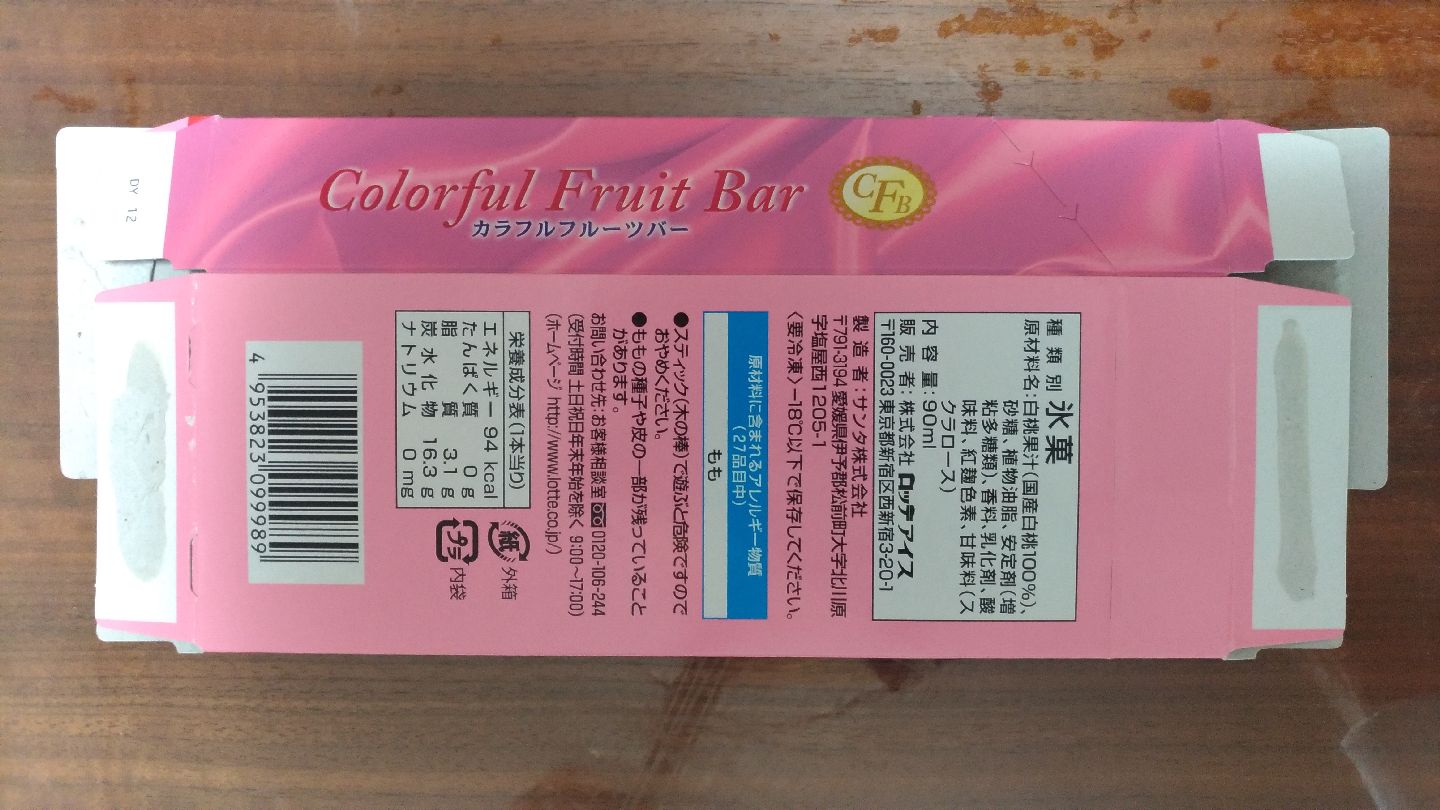 DY 12
Colorful Fruit Bar
カラフルフルーツバー
CFB
種類別 氷菓
原材料名:白桃果汁(国産白桃100%)、
砂糖、植物油脂、安定剤(増
粘多糖類)、香料、乳化剤、酸
味料、紅麹色素、甘味料(ス
クラロース)
内容量:90ml
販売者:株式会社 ロッテアイス
〒160-0023 東京都新宿区西新宿3-20-1
製造者:サンタ株式会社
〒791-3194 愛媛県伊予郡松前町大字北川原
字塩屋西1205-1
〈要冷凍〉-18℃以下で保存してください。
原材料に含まれるアレルギー物質
(27品目中)
もも
●スティック(木の棒)で遊ぶと危険ですので
おやめください。
●ももの種子や皮の一部が残っていること
があります。
お問い合わせ先:お客様相談室 0120-106-244
(受付時間 土日祝日年末年始を除く 9:00~17:00)
(ホームページ http://www.lotte.co.jp/)
栄養成分表(1本当り)
エネルギー 94 kcal
たんぱく質 0 g
脂質 3.1 g
炭水化物 16.3 g
ナトリウム 0 mg
紙 外箱
プラ 内袋
4 953823 099989